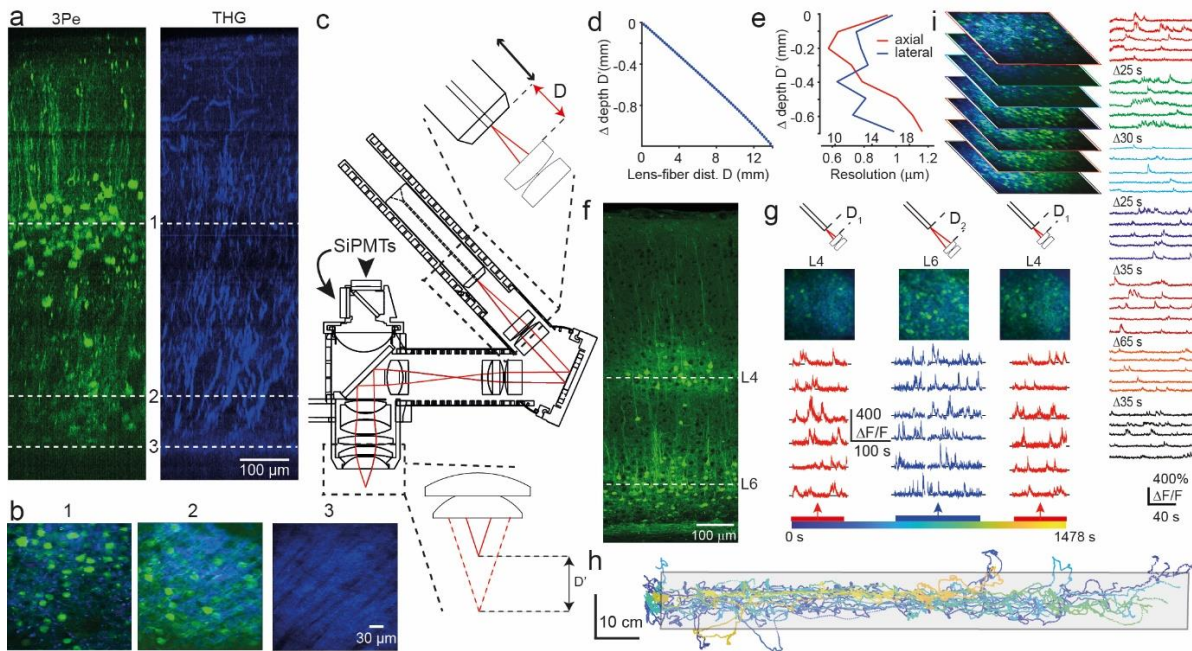 a
3Pe
THG
1
2
3
100 µm
b
1
2
3
30 µm
c
D
SiPMTs
D'
d
Δ depth D'(mm)
0
-0.4
-0.8
0 4 8 12
Lens-fiber dist. D (mm)
e
axial
lateral
Δ depth D' (mm)
0
-0.2
-0.4
-0.6
10 14 18
0.6 0.8 1 1.2
Resolution (µm)
f
L4
L6
100 µm
g
D1
D2
D1
L4
L6
L4
400
ΔF/F
100 s
0 s
1478 s
h
10 cm
i
Δ25 s
Δ30 s
Δ25 s
Δ35 s
Δ65 s
Δ35 s
400%
ΔF/F
40 s